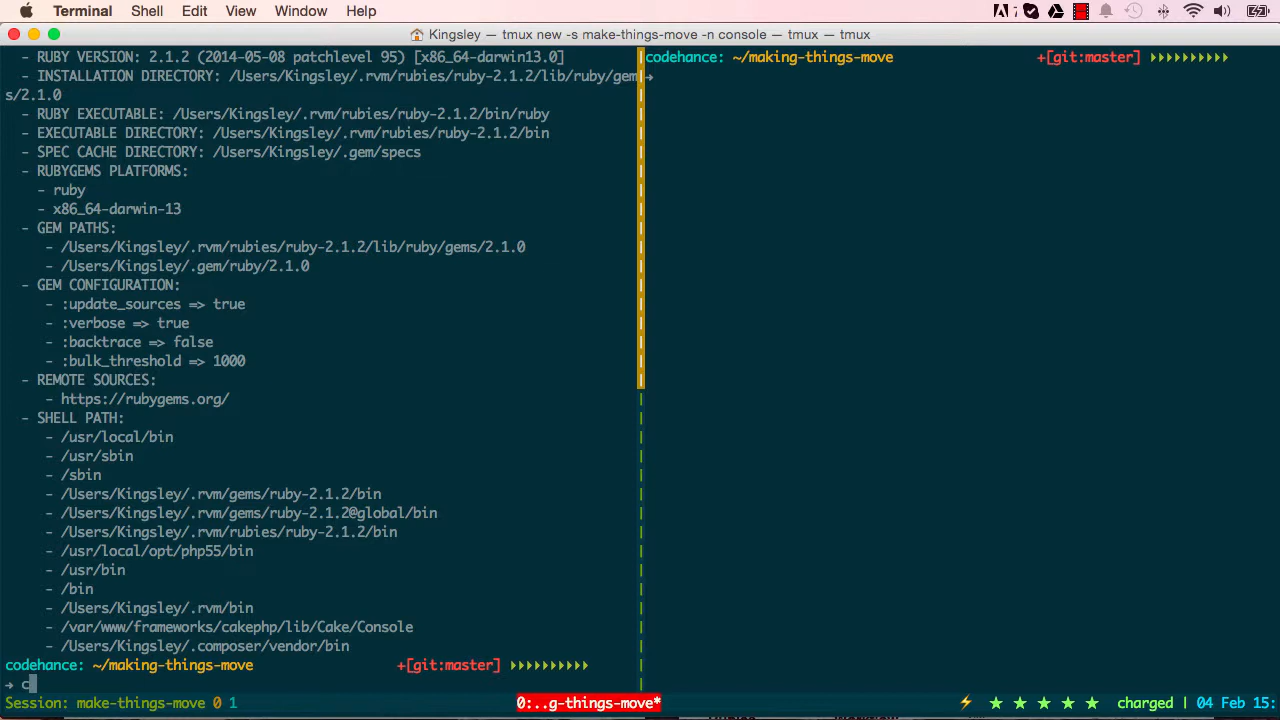 Terminal Shell Edit View Window Help
Kingsley — tmux new -s make-things-move -n console — tmux — tmux
- RUBY VERSION: 2.1.2 (2014-05-08 patchlevel 95) [x86_64-darwin13.0]
- INSTALLATION DIRECTORY: /Users/Kingsley/.rvm/rubies/ruby-2.1.2/lib/ruby/gem
s/2.1.0
- RUBY EXECUTABLE: /Users/Kingsley/.rvm/rubies/ruby-2.1.2/bin/ruby
- EXECUTABLE DIRECTORY: /Users/Kingsley/.rvm/rubies/ruby-2.1.2/bin
- SPEC CACHE DIRECTORY: /Users/Kingsley/.gem/specs
- RUBYGEMS PLATFORMS:
- ruby
- x86_64-darwin-13
- GEM PATHS:
- /Users/Kingsley/.rvm/rubies/ruby-2.1.2/lib/ruby/gems/2.1.0
- /Users/Kingsley/.gem/ruby/2.1.0
- GEM CONFIGURATION:
- :update_sources => true
- :verbose => true
- :backtrace => false
- :bulk_threshold => 1000
- REMOTE SOURCES:
- https://rubygems.org/
- SHELL PATH:
- /usr/local/bin
- /usr/sbin
- /sbin
- /Users/Kingsley/.rvm/gems/ruby-2.1.2/bin
- /Users/Kingsley/.rvm/gems/ruby-2.1.2@global/bin
- /Users/Kingsley/.rvm/rubies/ruby-2.1.2/bin
- /usr/local/opt/php55/bin
- /usr/bin
- /bin
- /Users/Kingsley/.rvm/bin
- /var/www/frameworks/cakephp/lib/Cake/Console
- /Users/Kingsley/.composer/vendor/bin
codehance: ~/making-things-move +[git:master]
→ c
codehance: ~/making-things-move +[git:master]
→
Session: make-things-move 0 1 0:..g-things-move* ⚡ ★ ★ ★ ★ ★ charged | 04 Feb 15: